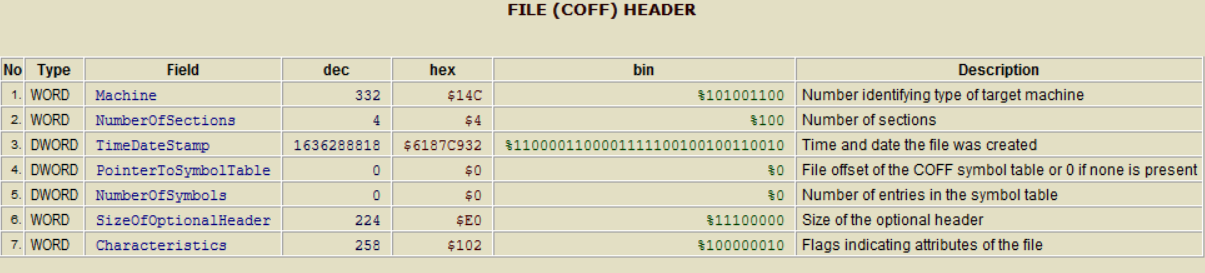 FILE (COFF) HEADER
No Type Field dec hex bin Description
1. WORD Machine 332 $14C %101001100 Number identifying type of target machine
2. WORD NumberOfSections 4 $4 %100 Number of sections
3. DWORD TimeDateStamp 1636288818 $6187C932 %1100001100001111100100100110010 Time and date the file was created
4. DWORD PointerToSymbolTable 0 $0 %0 File offset of the COFF symbol table or 0 if none is present
5. DWORD NumberOfSymbols 0 $0 %0 Number of entries in the symbol table
6. WORD SizeOfOptionalHeader 224 $E0 %11100000 Size of the optional header
7. WORD Characteristics 258 $102 %100000010 Flags indicating attributes of the file